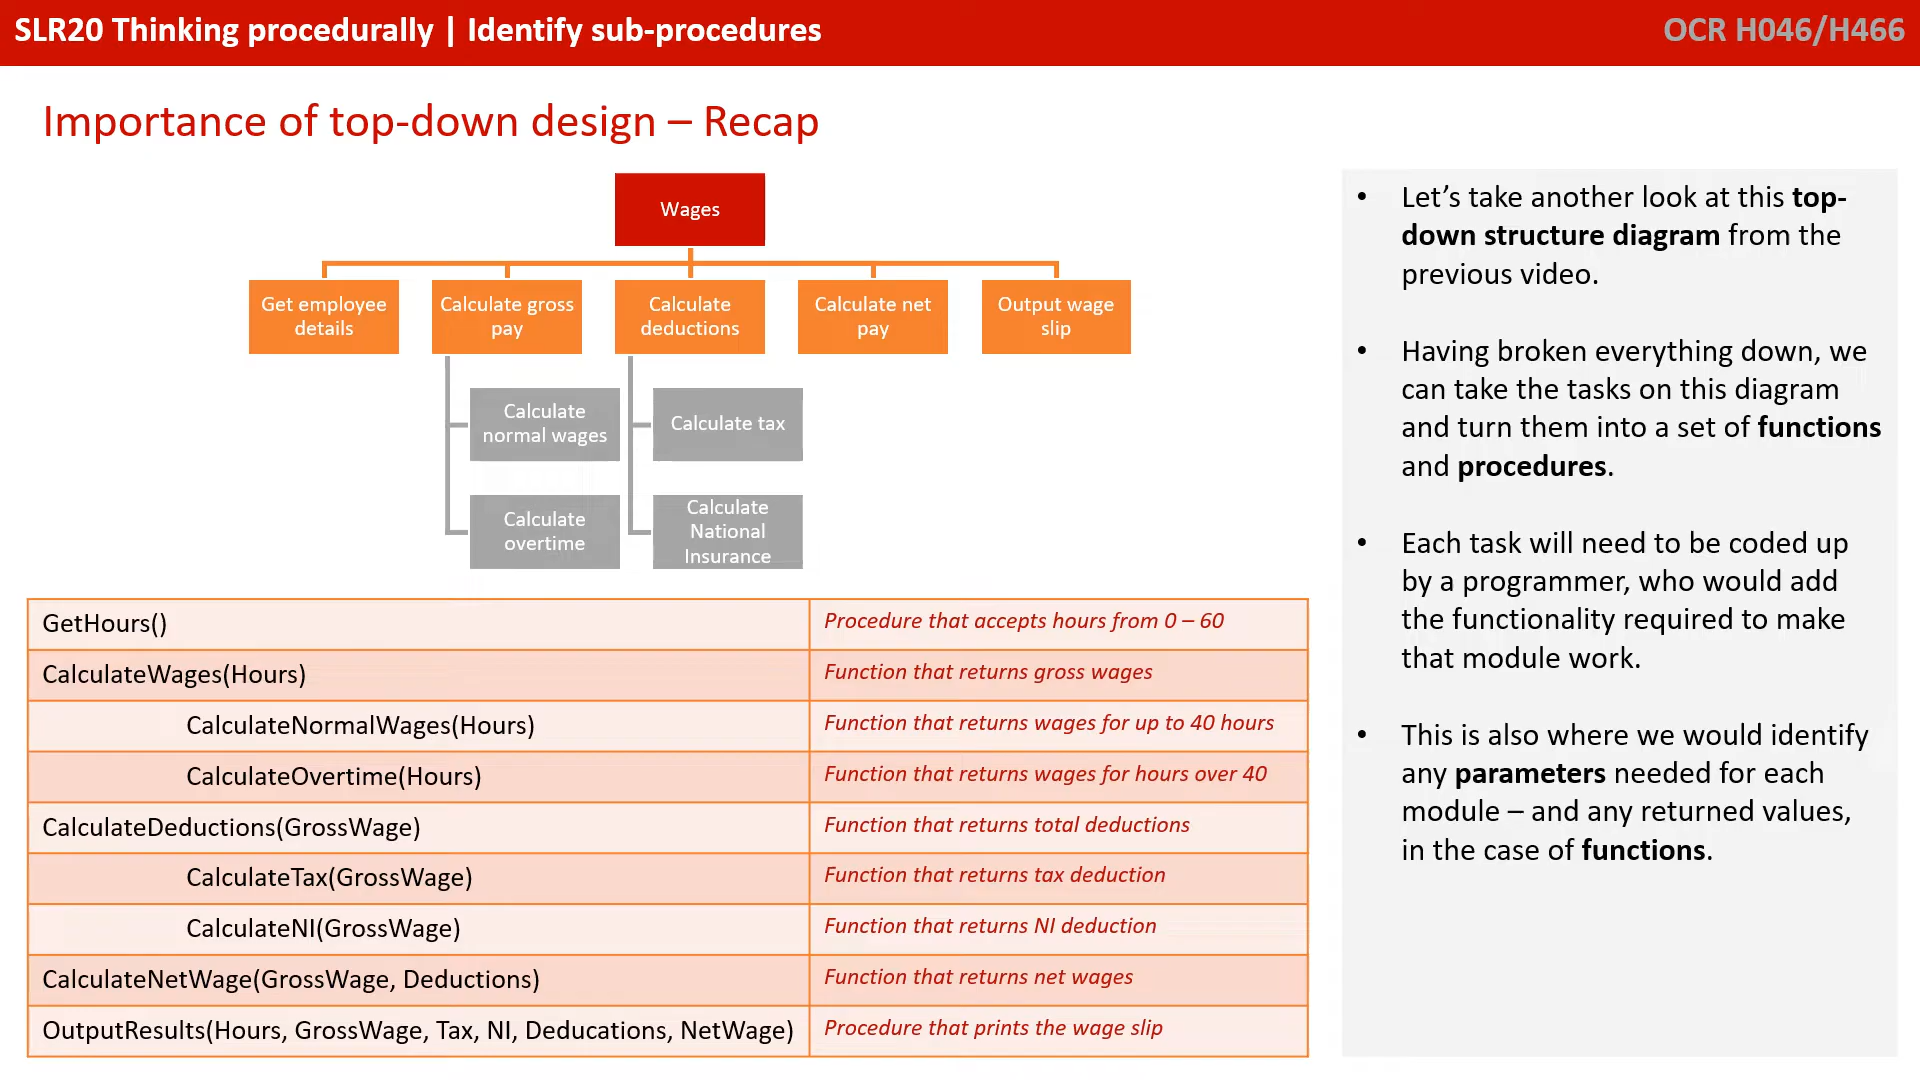 SLR20 Thinking procedurally | Identify sub-procedures
OCR H046/H466
Importance of top-down design – Recap
Wages
Get employee
details
Calculate gross
pay
Calculate
deductions
Calculate net
pay
Output wage
slip
Calculate
normal wages
Calculate tax
Calculate
overtime
Calculate
National
Insurance
GetHours()
Procedure that accepts hours from 0 – 60
CalculateWages(Hours)
Function that returns gross wages
CalculateNormalWages(Hours)
Function that returns wages for up to 40 hours
CalculateOvertime(Hours)
Function that returns wages for hours over 40
CalculateDeductions(GrossWage)
Function that returns total deductions
CalculateTax(GrossWage)
Function that returns tax deduction
CalculateNI(GrossWage)
Function that returns NI deduction
CalculateNetWage(GrossWage, Deductions)
Function that returns net wages
OutputResults(Hours, GrossWage, Tax, NI, Deducations, NetWage)
Procedure that prints the wage slip
• Let’s take another look at this top-
down structure diagram from the
previous video.
• Having broken everything down, we
can take the tasks on this diagram
and turn them into a set of functions
and procedures.
• Each task will need to be coded up
by a programmer, who would add
the functionality required to make
that module work.
• This is also where we would identify
any parameters needed for each
module – and any returned values,
in the case of functions.